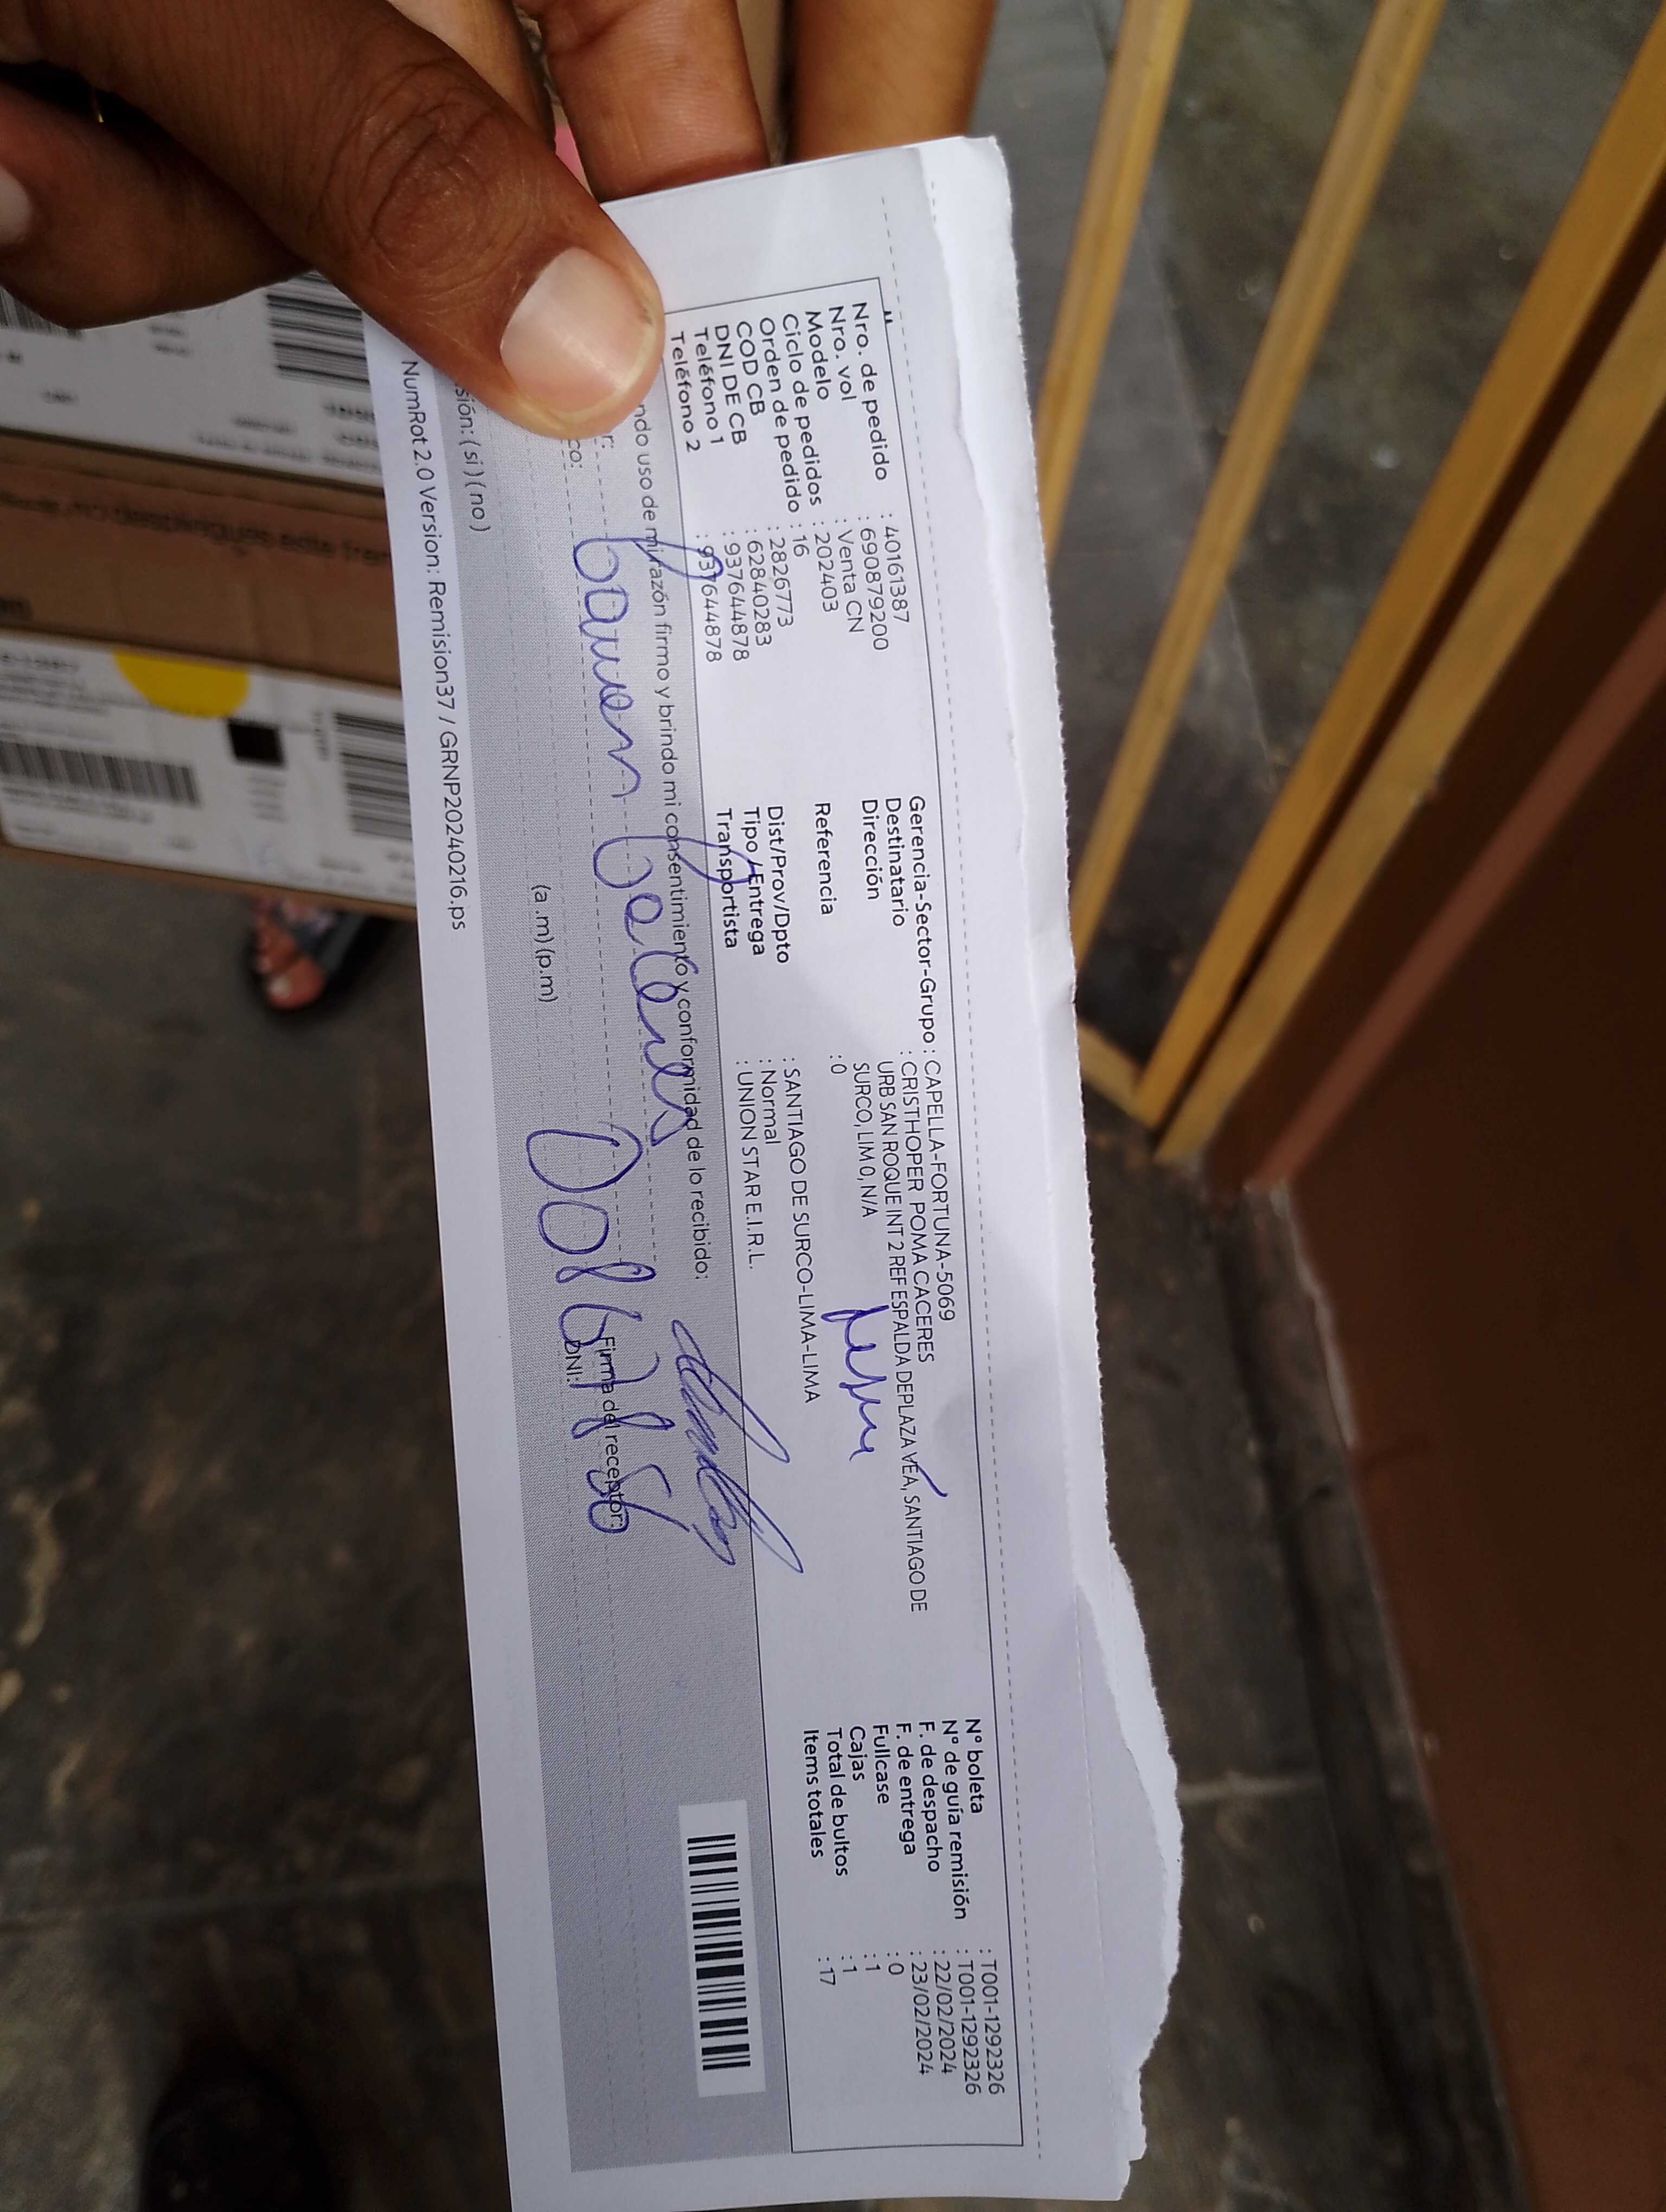 Nro. de pedido : 40161387
Nro. vol : 6908792​00
Modelo : Venta CN
Ciclo de pedidos : 202403
Orden de pedido : 16
COD CB : 2826773
DNI DE CB : 62840283
Teléfono 1 : 937644878
Teléfono 2 : 937644878
Gerencia-Sector-Grupo : CAPELLA-FORTUNA-5069
Destinatario : CRISTHOPER POMA CACERES
Dirección URB SAN ROQUE INT 2 REF ESPALDA DEPLAZA VEA, SANTIAGO DE
SURCO, LIM 0, N/A
Referencia :0
Dist/Prov/Dpto : SANTIAGO DE SURCO-LIMA-LIMA
Tipo /Entrega : Normal
Transportista : UNION STAR E.I.R.L.
N° boleta : T001-1292326
N° de guía remisión : T001-1292326
F. de despacho : 22/02/2024
F. de entrega : 23/02/2024
Fullcase : 0
Cajas : 1
Total de bultos : 1
Items totales : 17
ndo uso de mi razón firmo y brindo mi consentimiento y conformidad de lo recibido:
r:
co:
Firma del receptor:
DNI:
(a .m) (p.m)
sión: ( si ) ( no )
NumRot 2.0 Version: Remision37 / GRNP20240216.ps